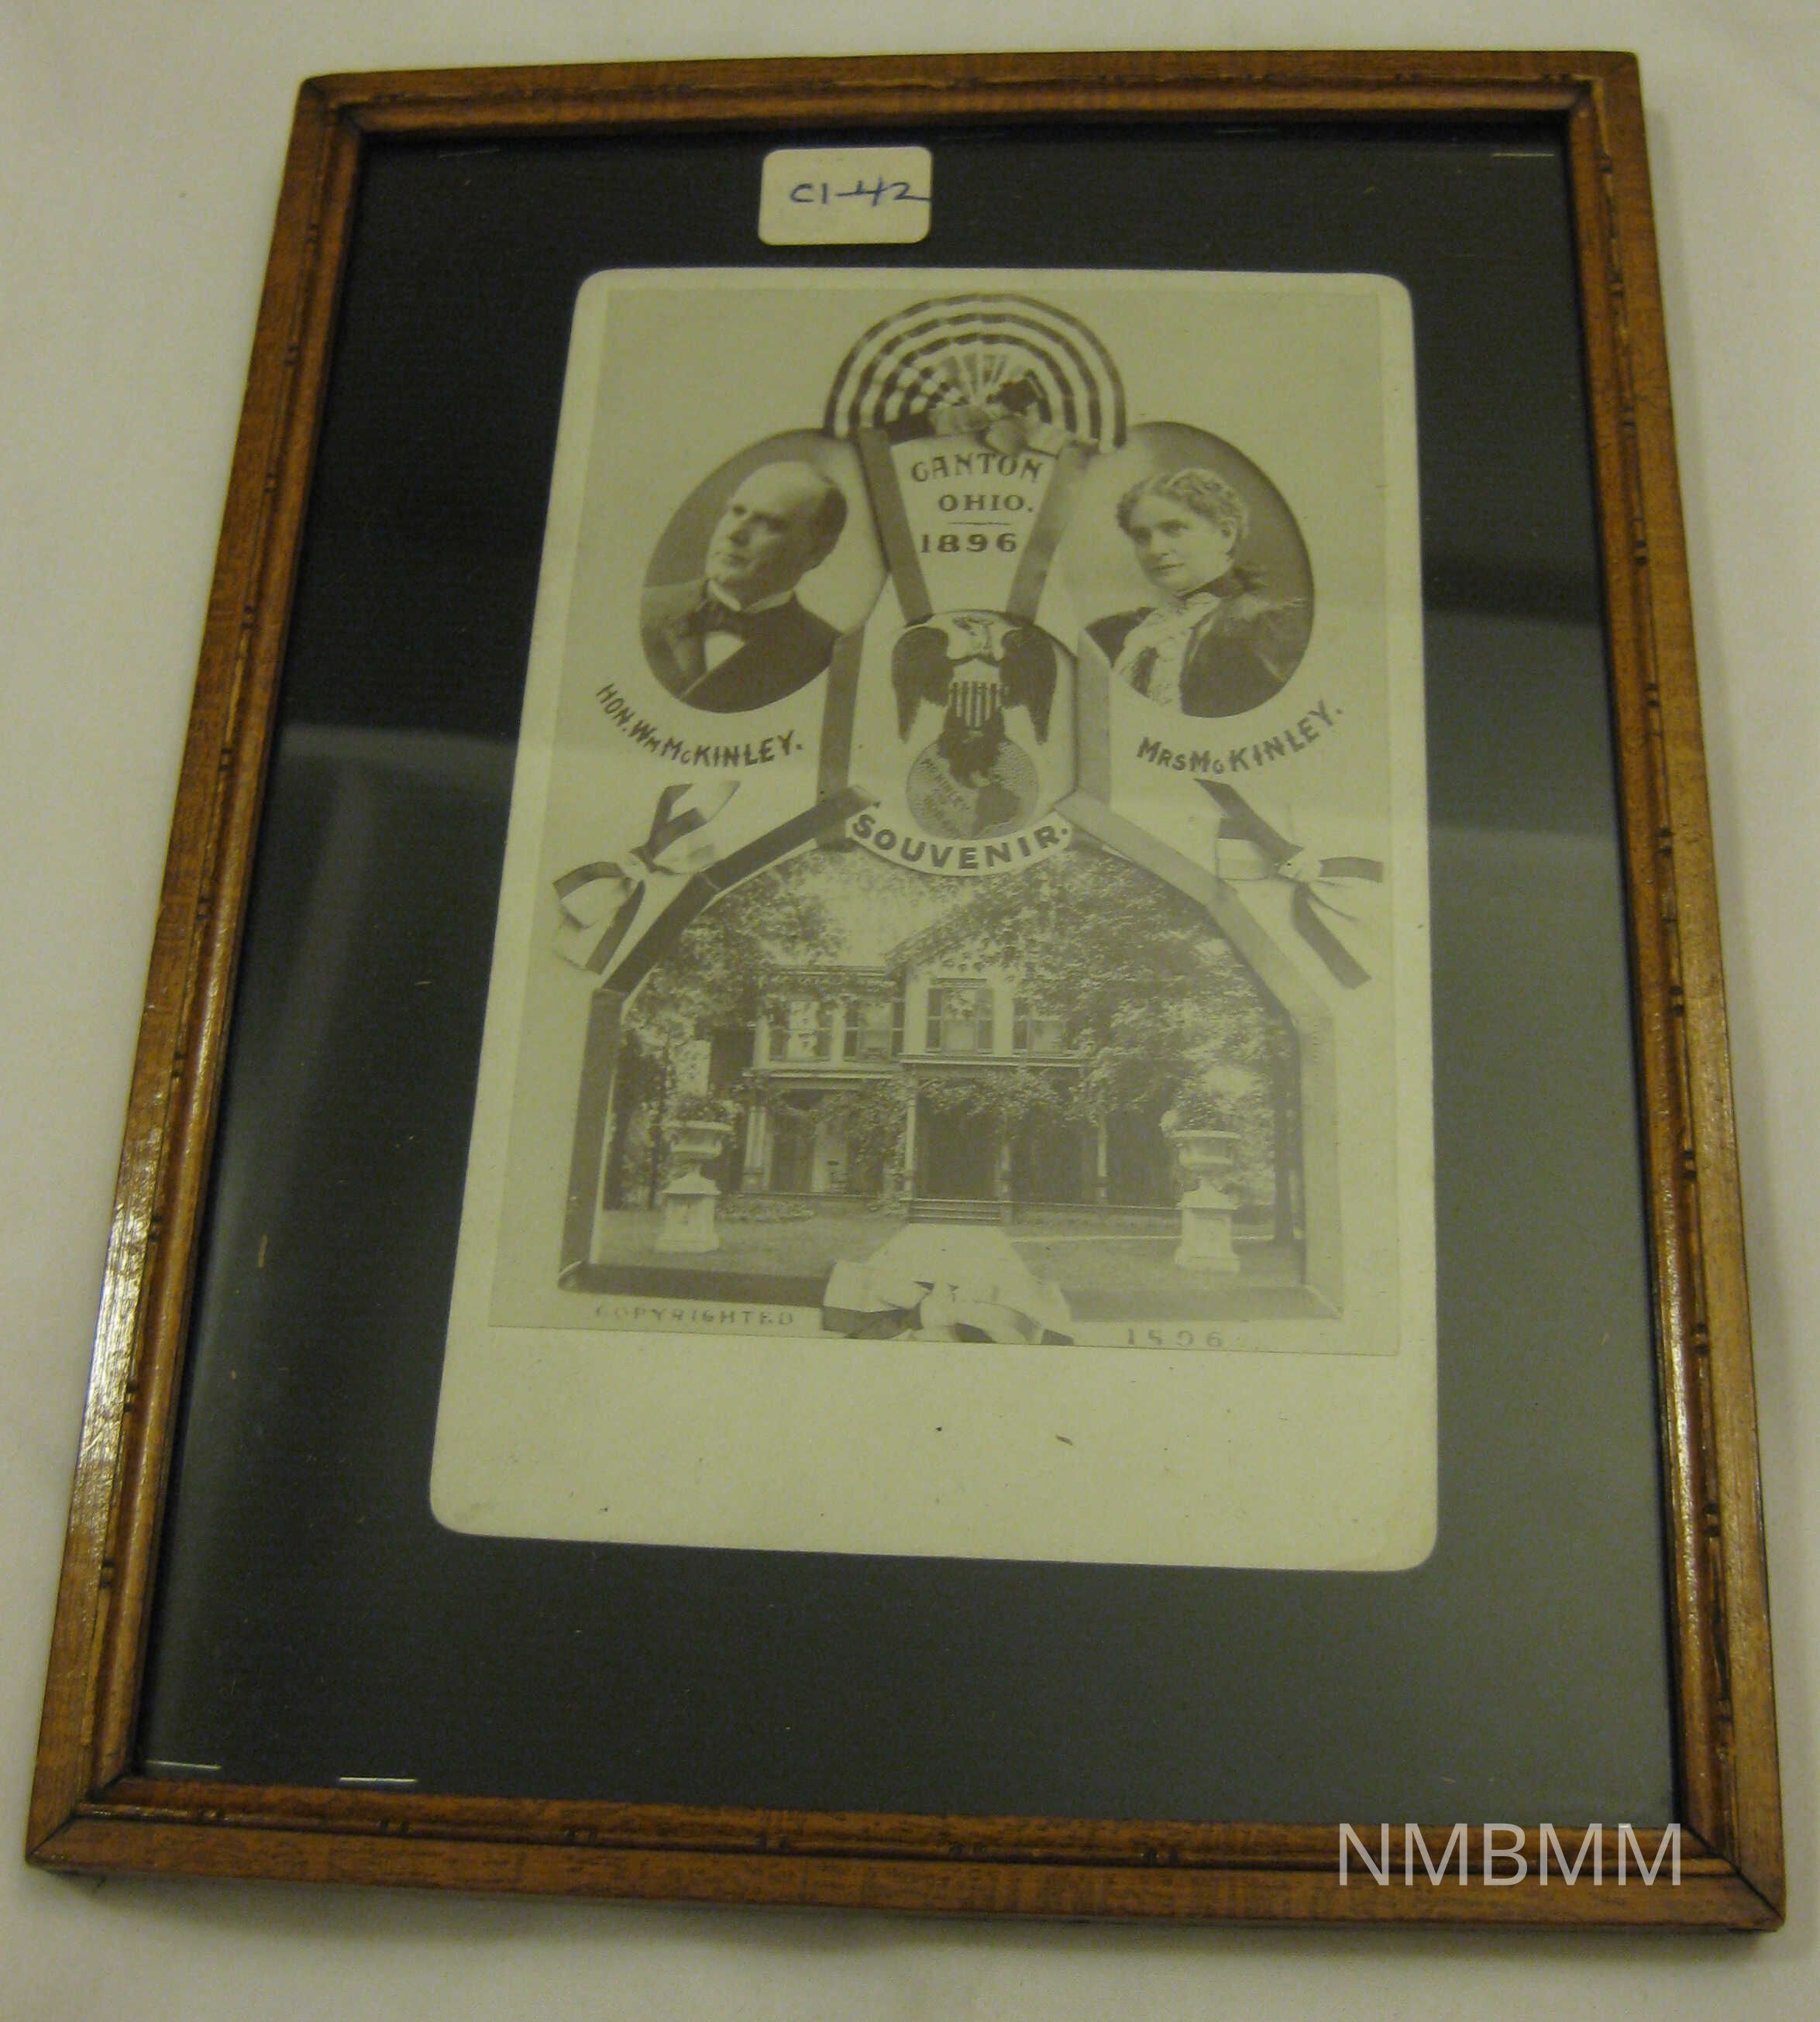 C1-42
CANTON
OHIO.
1896
HON. WM MCKINLEY.
MRS MCKINLEY.
SOUVENIR.
COPYRIGHTED 1896
NMBMM